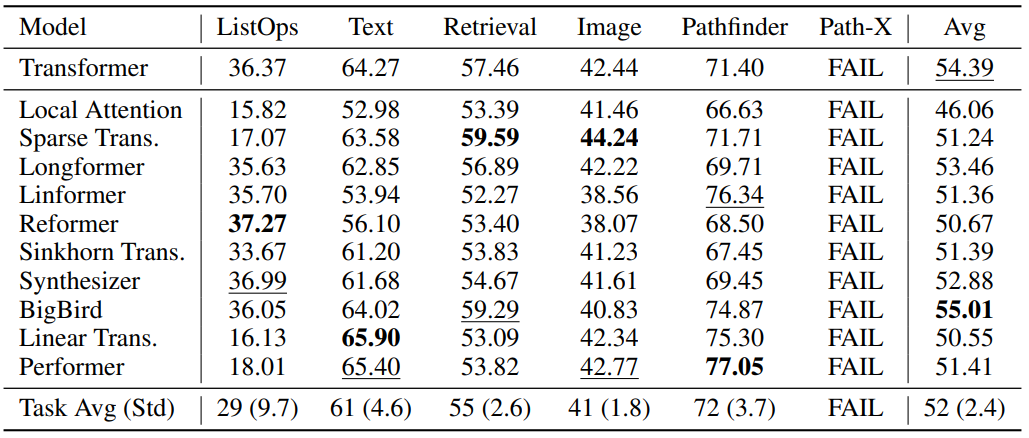 Model ListOps Text Retrieval Image Pathfinder Path-X Avg
Transformer 36.37 64.27 57.46 42.44 71.40 FAIL 54.39
Local Attention 15.82 52.98 53.39 41.46 66.63 FAIL 46.06
Sparse Trans. 17.07 63.58 59.59 44.24 71.71 FAIL 51.24
Longformer 35.63 62.85 56.89 42.22 69.71 FAIL 53.46
Linformer 35.70 53.94 52.27 38.56 76.34 FAIL 51.36
Reformer 37.27 56.10 53.40 38.07 68.50 FAIL 50.67
Sinkhorn Trans. 33.67 61.20 53.83 41.23 67.45 FAIL 51.39
Synthesizer 36.99 61.68 54.67 41.61 69.45 FAIL 52.88
BigBird 36.05 64.02 59.29 40.83 74.87 FAIL 55.01
Linear Trans. 16.13 65.90 53.09 42.34 75.30 FAIL 50.55
Performer 18.01 65.40 53.82 42.77 77.05 FAIL 51.41
Task Avg (Std) 29 (9.7) 61 (4.6) 55 (2.6) 41 (1.8) 72 (3.7) FAIL 52 (2.4)